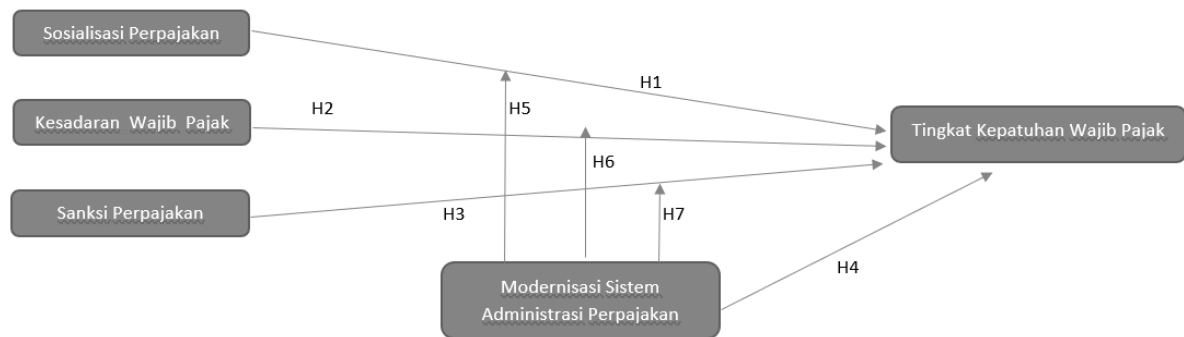 Sosialisasi Perpajakan
H1
H5
Kesadaran Wajib Pajak
H2
Tingkat Kepatuhan Wajib Pajak
H6
Sanksi Perpajakan
H3
H7
H4
Modernisasi Sistem
Administrasi Perpajakan